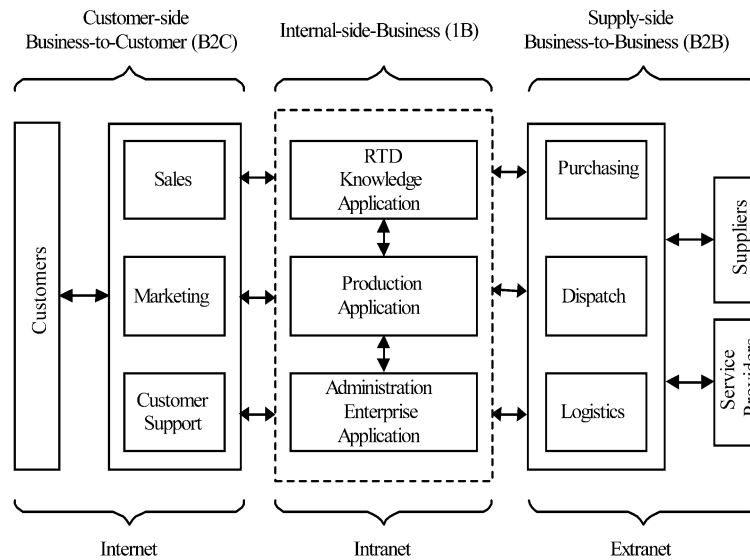 Customer-side
Business-to-Customer (B2C)
Internal-side-Business (1B)
Supply-side
Business-to-Business (B2B)
Customers
Sales
Marketing
Customer
Support
RTD
Knowledge
Application
Production
Application
Administration
Enterprise
Application
Purchasing
Dispatch
Logistics
Suppliers
Service
Providers
Internet
Intranet
Extranet